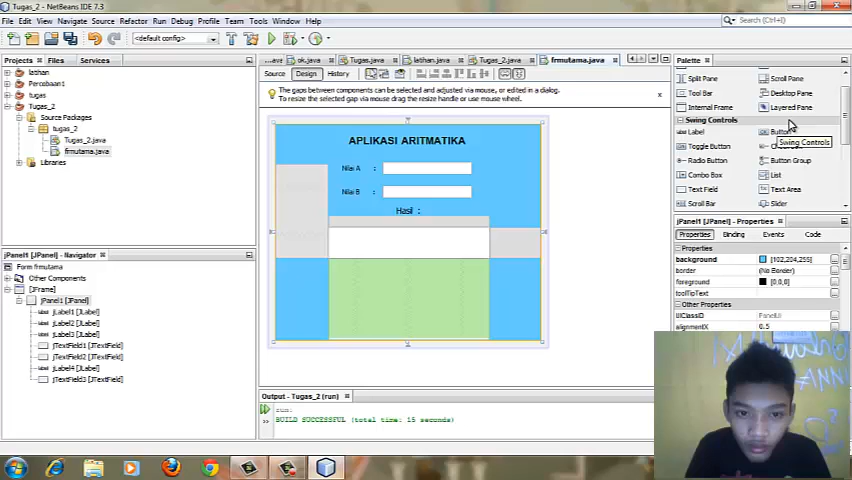 Tugas_2 - NetBeans IDE 7.3
File Edit View Navigate Source Refactor Run Debug Profile Team Tools Window Help
Search (Ctrl+I)
<default config>
Projects Files Services
lathan
Percobaan1
tugas
Tugas_2
Source Packages
tugas_2
Tugas_2.java
frmutama.java
Libraries
...ava ok.java Tugas.java lathan.java Tugas_2.java frmutama.java
Source Design History
The gaps between components can be selected and adjusted via mouse, or edited in a dialog.
To resize the selected gap via mouse drag the resize handle or use mouse wheel.
x
APLIKASI ARITMATIKA
Nilai A :
Nilai B :
Hasil :
Palette
Split Pane Scroll Pane
Tool Bar Desktop Pane
Internal Frame Layered Pane
Swing Controls
Label Button
Swing Controls
Toggle Button
Radio Button Button Group
Combo Box List
Text Field Text Area
Scroll Bar Slider
jPanel1 [JPanel] - Properties
Properties Binding Events Code
Properties
background [102,204,255]
border (No Border)
foreground [0,0,0]
toolTipText
Other Properties
UIClassID PanelUI
alignmentX 0.5
jPanel1 [JPanel] - Navigator
Form frmutama
Other Components
[JFrame]
jPanel1 [JPanel]
jLabel1 [JLabel]
jLabel2 [JLabel]
jLabel3 [JLabel]
jTextField1 [JTextField]
jTextField2 [JTextField]
jLabel4 [JLabel]
jTextField3 [JTextField]
Output - Tugas_2 (run)
run:
BUILD SUCCESSFUL (total time: 15 seconds)